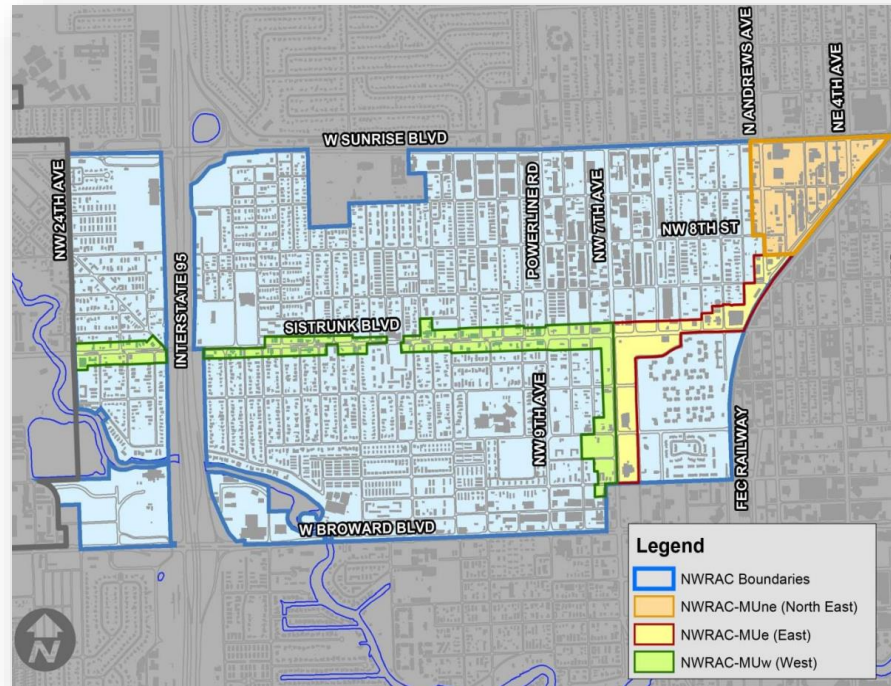 N ANDREWS AVE
NE 4TH AVE
W SUNRISE BLVD
NW 24TH AVE
INTERSTATE 95
POWERLINE RD
NW 7TH AVE
NW 8TH ST
SISTRUNK BLVD
NW 9TH AVE
FEC RAILWAY
W BROWARD BLVD
Legend
NWRAC Boundaries
NWRAC-MUne (North East)
NWRAC-MUe (East)
NWRAC-MUw (West)
N